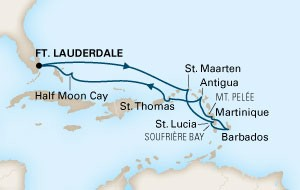 FT. LAUDERDALE
St. Maarten
Antigua
Half Moon Cay
MT. PELÉE
St. Thomas
Martinique
St. Lucia
SOUFRIÈRE BAY
Barbados